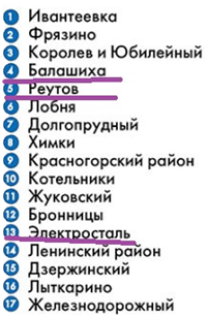 1 Ивантеевка
2 Фрязино
3 Королев и Юбилейный
4 Балашиха
5 Реутов
6 Лобня
7 Долгопрудный
8 Химки
9 Красногорский район
10 Котельники
11 Жуковский
12 Бронницы
13 Электросталь
14 Ленинский район
15 Дзержинский
16 Лыткарино
17 Железнодорожный